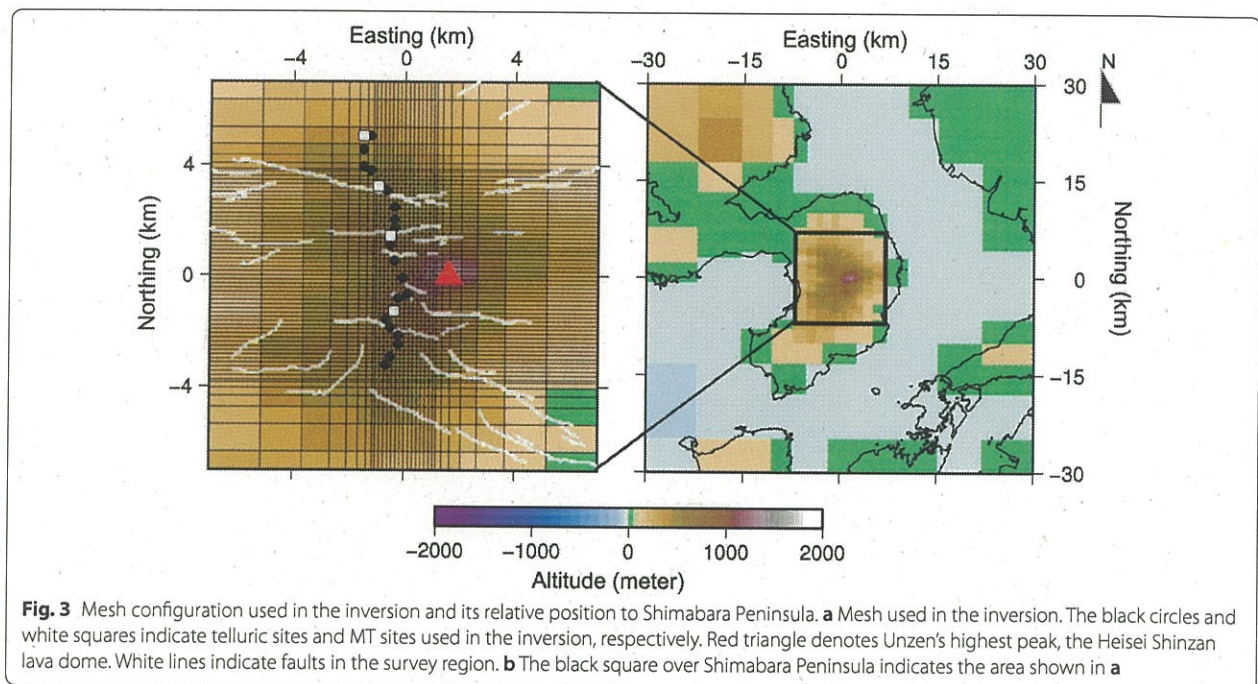 Easting (km)
−4 0 4
Northing (km)
4
0
−4
Easting (km)
−30 −15 0 15 30
N
30
15
0
−15
−30
Northing (km)
−2000 −1000 0 1000 2000
Altitude (meter)
Fig. 3 Mesh configuration used in the inversion and its relative position to Shimabara Peninsula. a Mesh used in the inversion. The black circles and
white squares indicate telluric sites and MT sites used in the inversion, respectively. Red triangle denotes Unzen's highest peak, the Heisei Shinzan
lava dome. White lines indicate faults in the survey region. b The black square over Shimabara Peninsula indicates the area shown in a